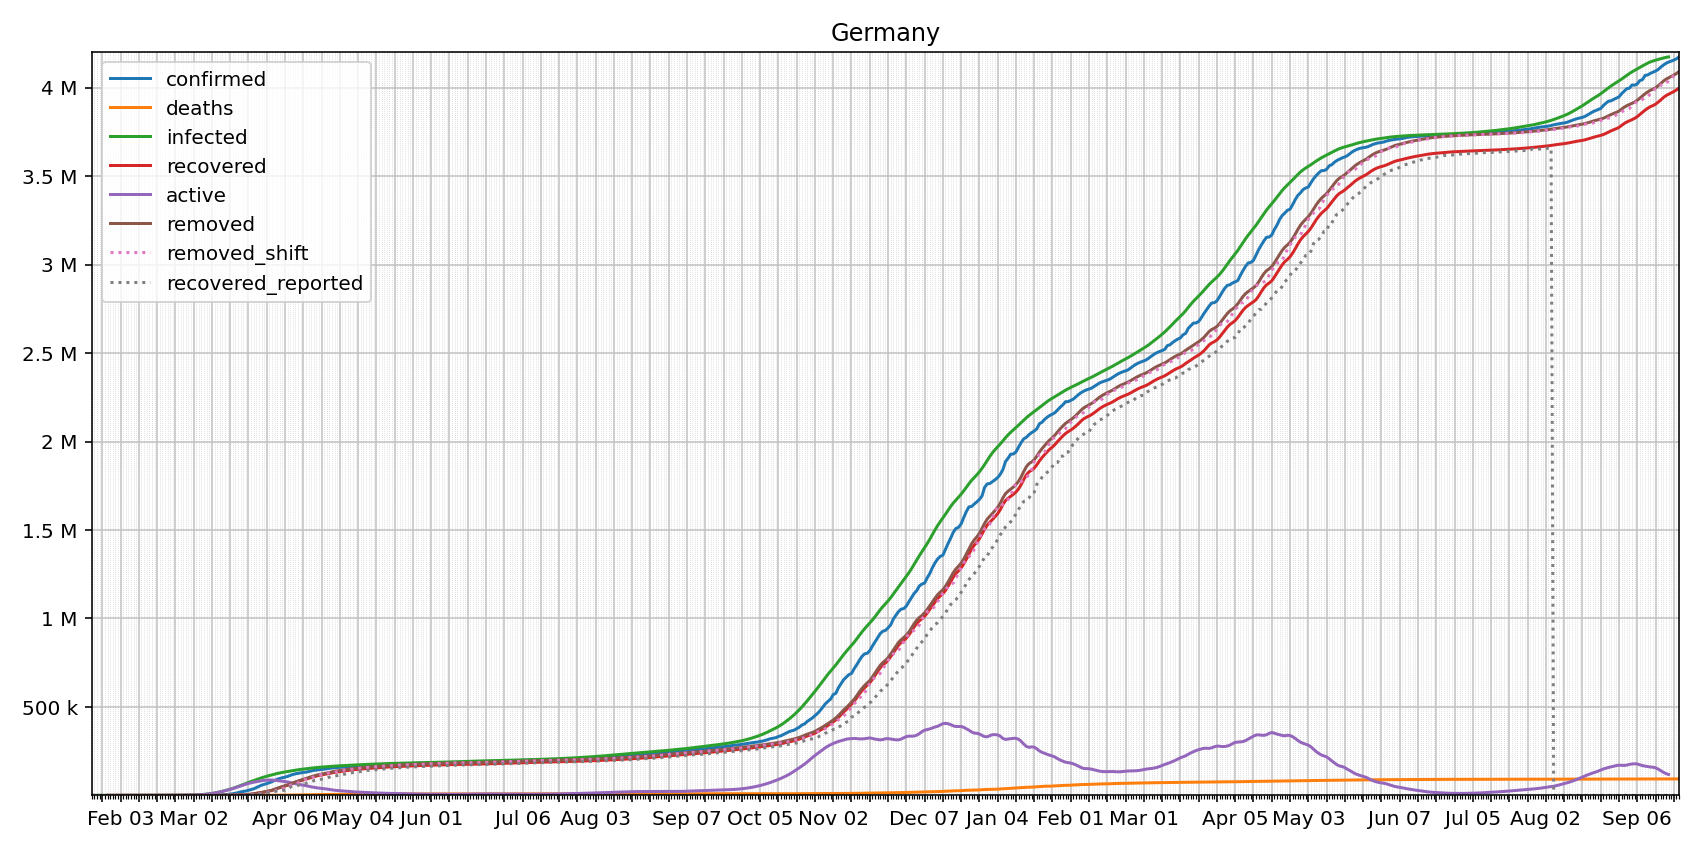 Germany
confirmed
deaths
infected
recovered
active
removed
removed_shift
recovered_reported
4 M
3.5 M
3 M
2.5 M
2 M
1.5 M
1 M
500 k
Feb 03 Mar 02 Apr 06 May 04 Jun 01 Jul 06 Aug 03 Sep 07 Oct 05 Nov 02 Dec 07 Jan 04 Feb 01 Mar 01 Apr 05 May 03 Jun 07 Jul 05 Aug 02 Sep 06